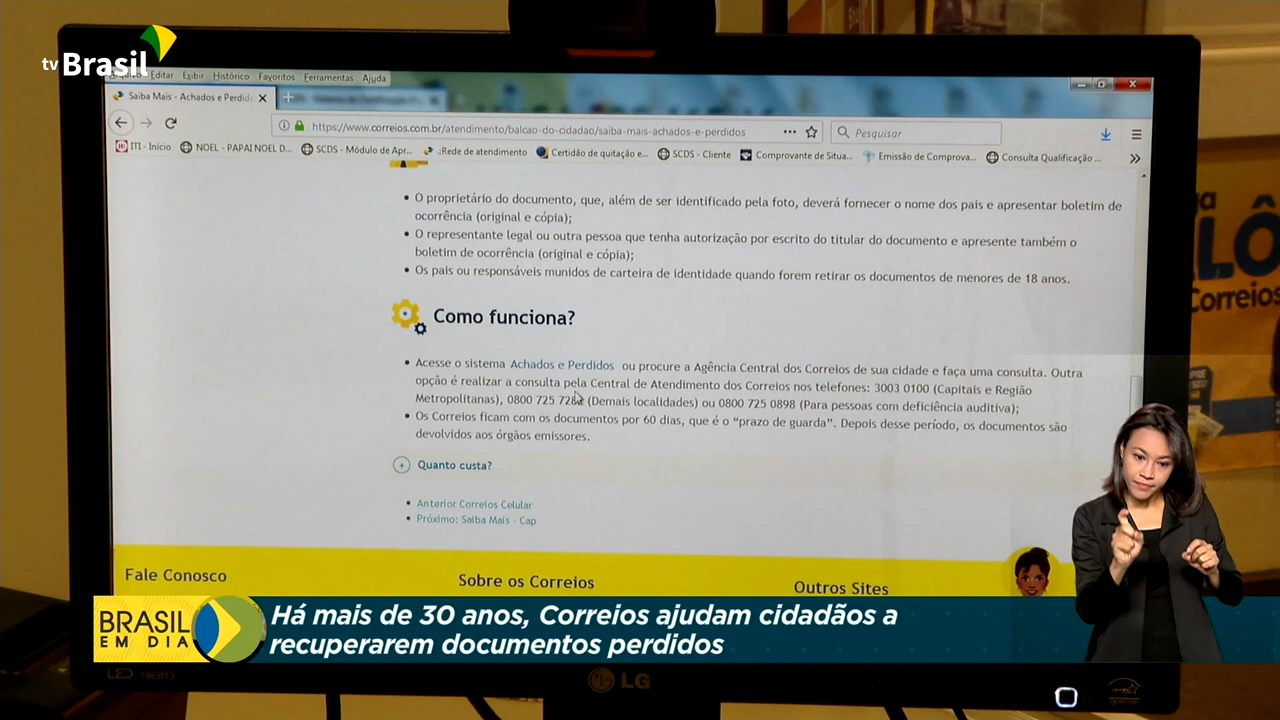 tv Brasil
Editar Exibir Histórico Favoritos Ferramentas Ajuda
Saiba Mais - Achados e Perdid
https://www.correios.com.br/atendimento/balcao-do-cidadao/saiba-mais-achados-e-perdidos
Pesquisar
ITI - Início NOEL - PAPAI NOEL D... SCDS - Módulo de Apr... .:Rede de atendimento Certidão de quitação e... SCDS - Cliente Comprovante de Situa... Emissão de Comprova... Consulta Qualificação ...
• O proprietário do documento, que, além de ser identificado pela foto, deverá fornecer o nome dos pais e apresentar boletim de
ocorrência (original e cópia);
• O representante legal ou outra pessoa que tenha autorização por escrito do titular do documento e apresente também o
boletim de ocorrência (original e cópia);
• Os pais ou responsáveis munidos de carteira de identidade quando forem retirar os documentos de menores de 18 anos.
Como funciona?
• Acesse o sistema Achados e Perdidos ou procure a Agência Central dos Correios de sua cidade e faça uma consulta. Outra
opção é realizar a consulta pela Central de Atendimento dos Correios nos telefones: 3003 0100 (Capitais e Região
Metropolitanas), 0800 725 (Demais localidades) ou 0800 725 0898 (Para pessoas com deficiência auditiva);
• Os Correios ficam com os documentos por 60 dias, que é o “prazo de guarda”. Depois desse período, os documentos são
devolvidos aos órgãos emissores.
Quanto custa?
• Anterior Correios Celular
• Próximo: Saiba Mais - Cap
Fale Conosco
Sobre os Correios
Outros Sites
LÔ
Correios
BRASIL
EM DIA
Há mais de 30 anos, Correios ajudam cidadãos a
recuperarem documentos perdidos
LED
LG